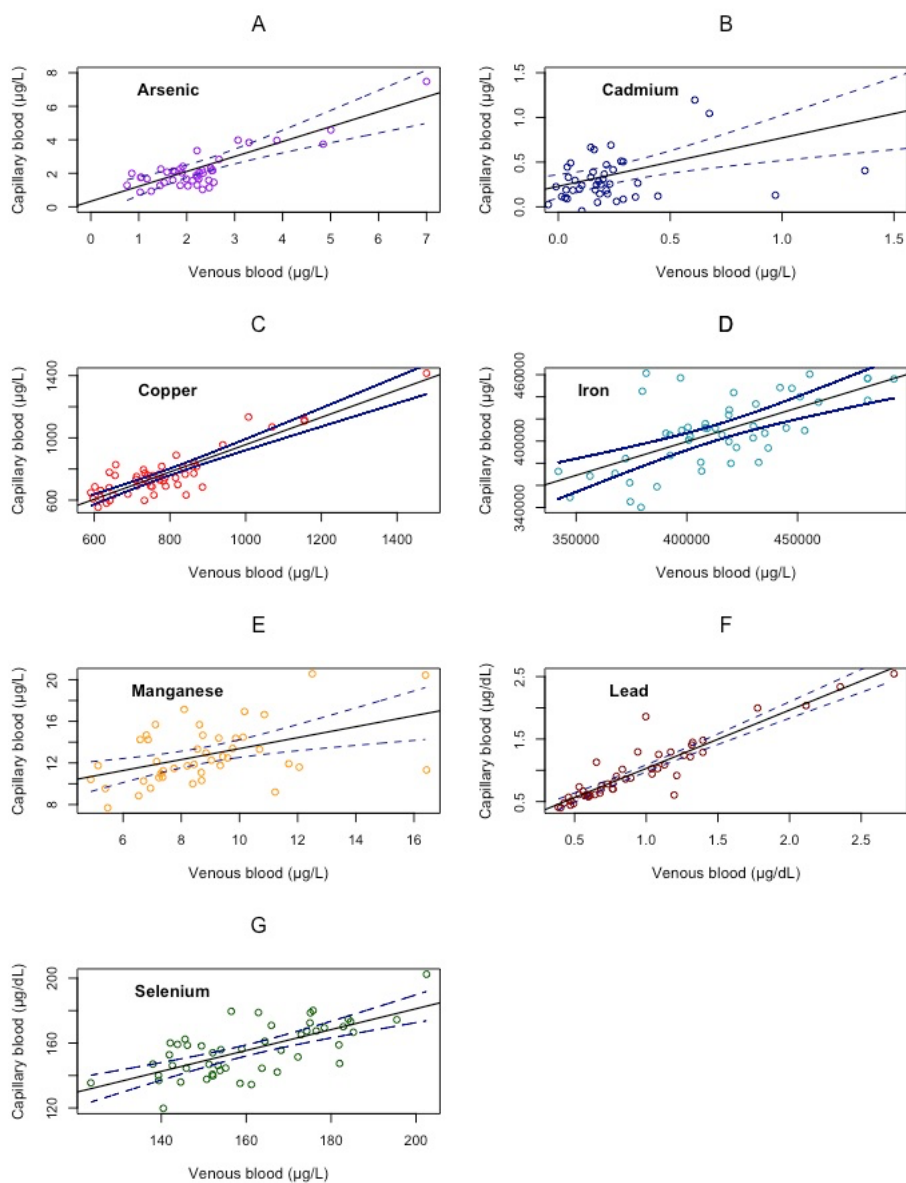 A
Arsenic
Capillary blood (µg/L)
8
6
4
2
0
0 1 2 3 4 5 6 7
Venous blood (µg/L)
B
Cadmium
Capillary blood (µg/L)
1.5
1.0
0.5
0.0
0.0 0.5 1.0 1.5
Venous blood (µg/L)
C
Copper
Capillary blood (µg/L)
1400
1000
600
600 800 1000 1200 1400
Venous blood (µg/L)
D
Iron
Capillary blood (µg/L)
460000
400000
340000
350000 400000 450000
Venous blood (µg/L)
E
Manganese
Capillary blood (µg/L)
20
16
12
8
6 8 10 12 14 16
Venous blood (µg/L)
F
Lead
Capillary blood (µg/dL)
2.5
1.5
0.5
0.5 1.0 1.5 2.0 2.5
Venous blood (µg/dL)
G
Selenium
Capillary blood (µg/dL)
200
160
120
140 160 180 200
Venous blood (µg/L)